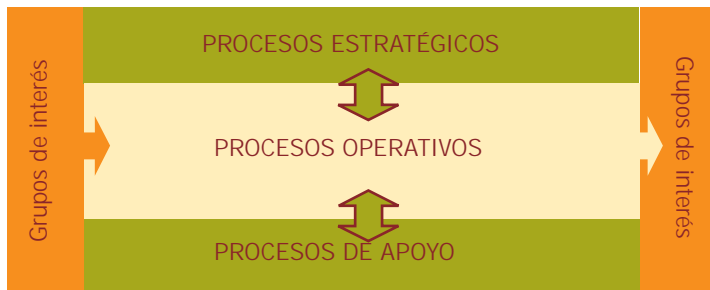 Grupos de interés
PROCESOS ESTRATÉGICOS
PROCESOS OPERATIVOS
PROCESOS DE APOYO
Grupos de interés